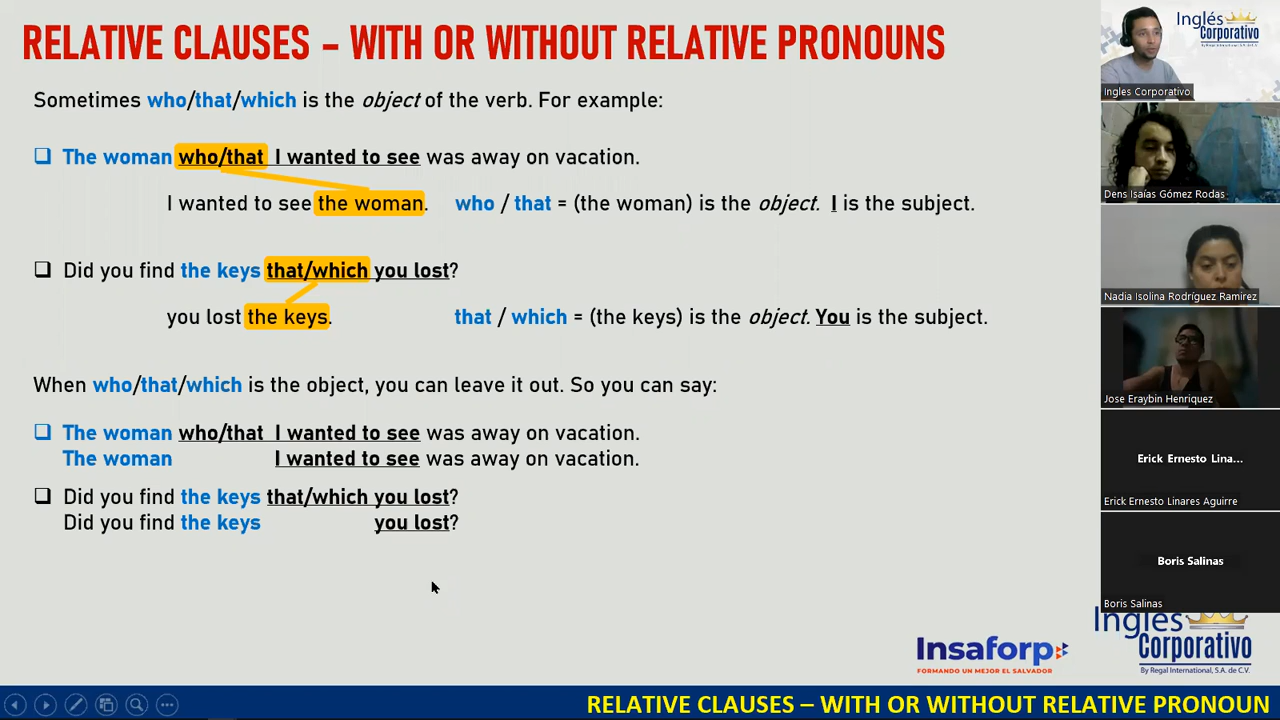 RELATIVE CLAUSES – WITH OR WITHOUT RELATIVE PRONOUNS
Sometimes who/that/which is the object of the verb. For example:
❑ The woman who/that I wanted to see was away on vacation.
I wanted to see the woman. who / that = (the woman) is the object. I is the subject.
❑ Did you find the keys that/which you lost?
you lost the keys. that / which = (the keys) is the object. You is the subject.
When who/that/which is the object, you can leave it out. So you can say:
❑ The woman who/that I wanted to see was away on vacation.
The woman I wanted to see was away on vacation.
❑ Did you find the keys that/which you lost?
Did you find the keys you lost?
Insaforp
FORMANDO UN MEJOR EL SALVADOR
Inglés
Corporativo
By Regal International, S.A. de C.V.
RELATIVE CLAUSES – WITH OR WITHOUT RELATIVE PRONOUN
Inglés
Corporativo
By Regal International, S.A. de C.V.
Ingles Corporativo
Dens Isaías Gómez Rodas
Nadia Isolina Rodríguez Ramirez
Jose Eraybin Henriquez
Erick Ernesto Lina...
Erick Ernesto Linares Aguirre
Boris Salinas
Boris Salinas